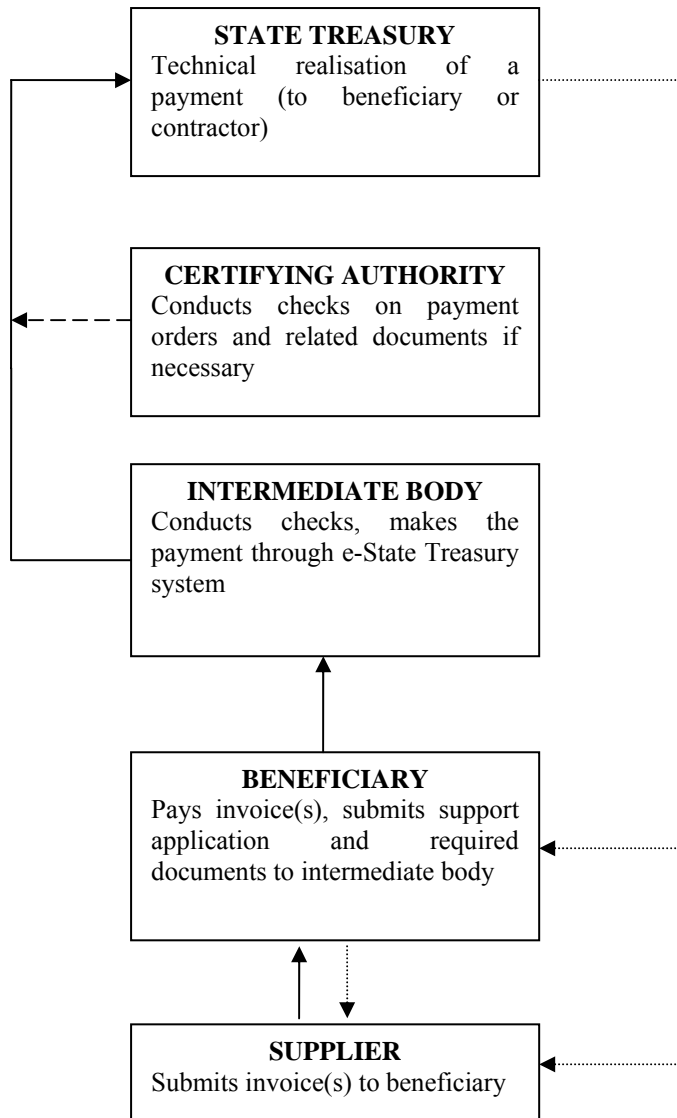 STATE TREASURY
Technical realisation of a
payment (to beneficiary or
contractor)
CERTIFYING AUTHORITY
Conducts checks on payment
orders and related documents if
necessary
INTERMEDIATE BODY
Conducts checks, makes the
payment through e-State Treasury
system
BENEFICIARY
Pays invoice(s), submits support
application and required
documents to intermediate body
SUPPLIER
Submits invoice(s) to beneficiary